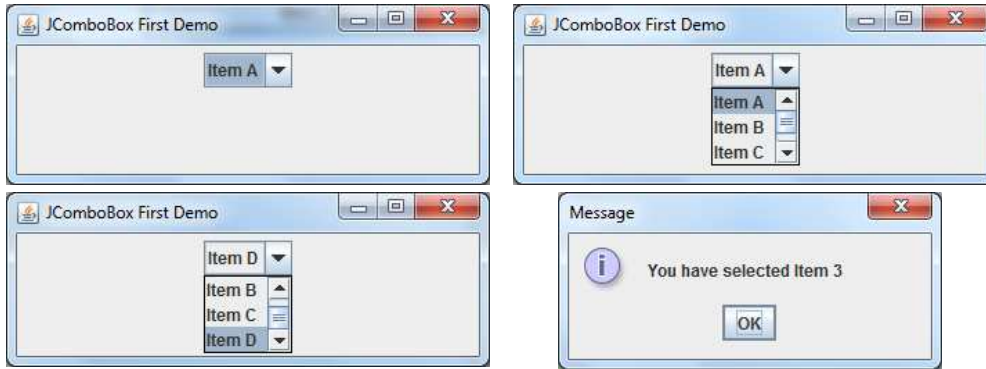 JComboBox First Demo
Item A
JComboBox First Demo
Item A
Item A
Item B
Item C
JComboBox First Demo
Item D
Item B
Item C
Item D
Message
You have selected Item 3
OK